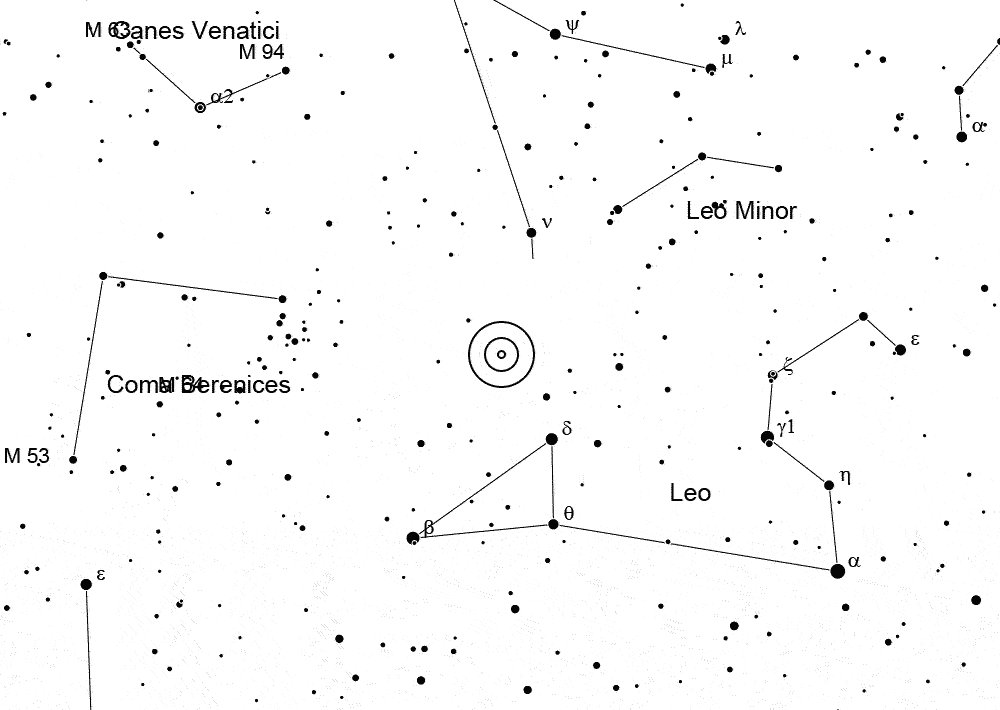 ψ
λ
M 63
Canes Venatici
M 94
μ
α2
α
Leo Minor
ν
ε
ζ
Coma Berenices
M 64
δ
γ1
M 53
η
Leo
θ
β
α
ε